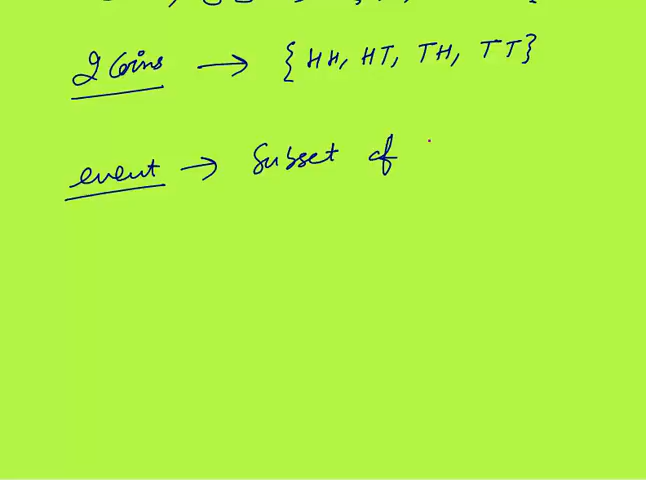 2 Coins → {HH, HT, TH, TT}
event → Subset of